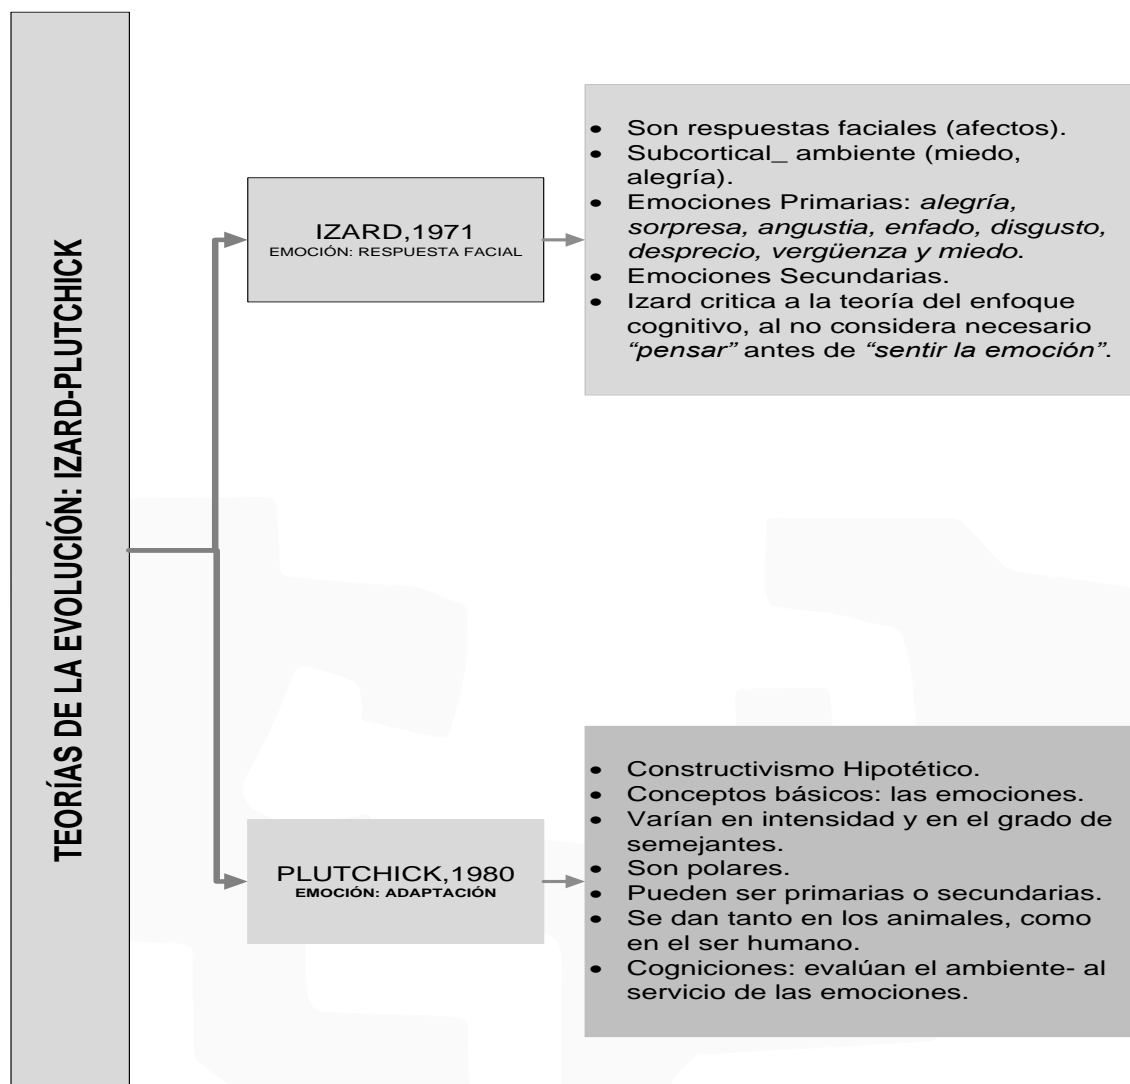 TEORÍAS DE LA EVOLUCIÓN: IZARD-PLUTCHICK
IZARD,1971
EMOCIÓN: RESPUESTA FACIAL
• Son respuestas faciales (afectos).
• Subcortical_ ambiente (miedo,
alegría).
• Emociones Primarias: alegría,
sorpresa, angustia, enfado, disgusto,
desprecio, vergüenza y miedo.
• Emociones Secundarias.
• Izard critica a la teoría del enfoque
cognitivo, al no considera necesario
“pensar” antes de “sentir la emoción”.
PLUTCHICK,1980
EMOCIÓN: ADAPTACIÓN
• Constructivismo Hipotético.
• Conceptos básicos: las emociones.
• Varían en intensidad y en el grado de
semejantes.
• Son polares.
• Pueden ser primarias o secundarias.
• Se dan tanto en los animales, como
en el ser humano.
• Cogniciones: evalúan el ambiente- al
servicio de las emociones.